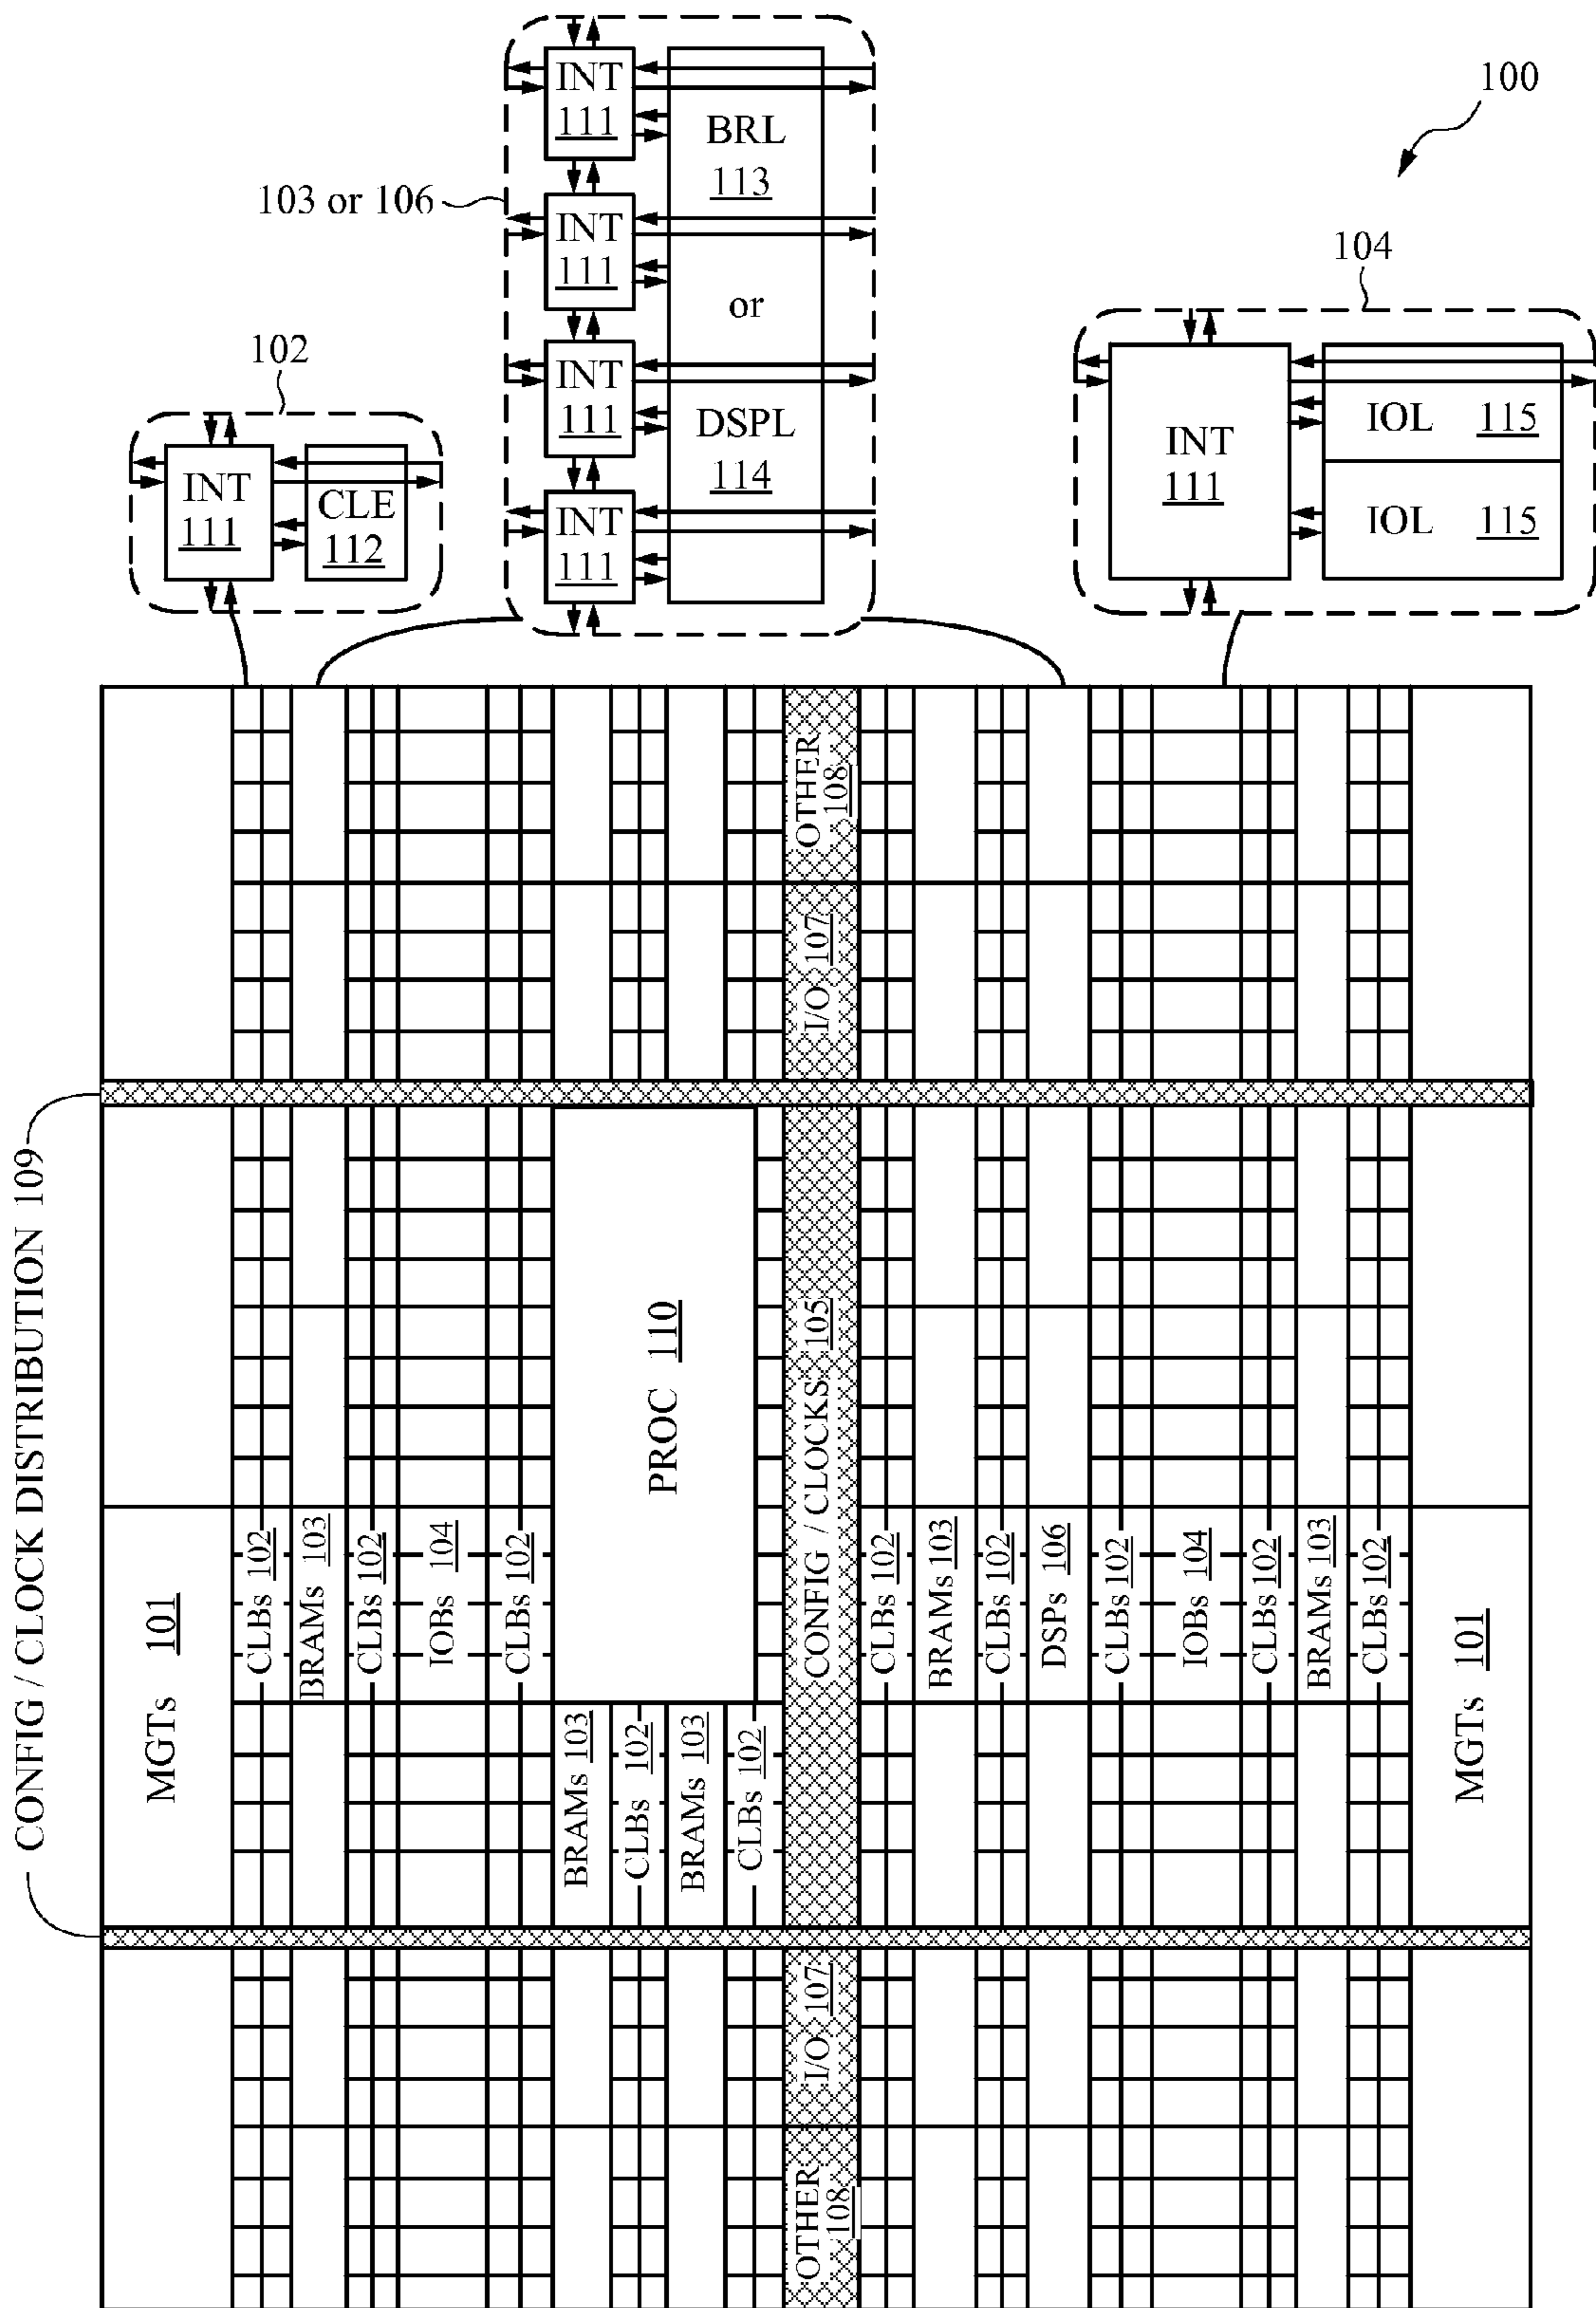 100
103 or 106
INT
111
INT
111
INT
111
INT
111
BRL
113
or
DSPL
114
102
INT
111
CLE
112
104
INT
111
IOL 115
IOL 115
CONFIG / CLOCK DISTRIBUTION 109
MGTs 101
CLBs 102
BRAMs 103
CLBs 102
IOBs 104
CLBs 102
PROC 110
BRAMs 103
CLBs 102
BRAMs 103
CLBs 102
OTHER
108
I/O 107
CONFIG / CLOCKS 105
I/O 107
OTHER
108
CLBs 102
BRAMs 103
CLBs 102
DSPs 106
CLBs 102
IOBs 104
CLBs 102
BRAMs 103
CLBs 102
MGTs 101